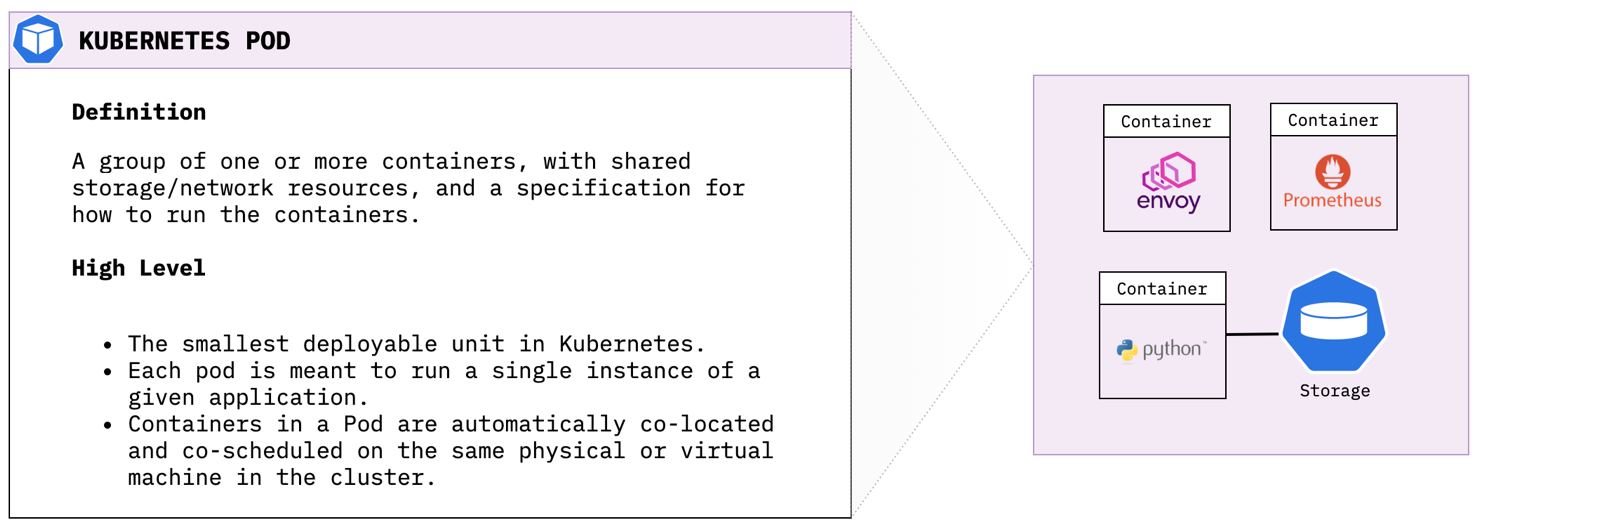 KUBERNETES POD
Definition
A group of one or more containers, with shared
storage/network resources, and a specification for
how to run the containers.
High Level
• The smallest deployable unit in Kubernetes.
• Each pod is meant to run a single instance of a
given application.
• Containers in a Pod are automatically co-located
and co-scheduled on the same physical or virtual
machine in the cluster.
Container
envoy
Container
Prometheus
Container
python™
Storage